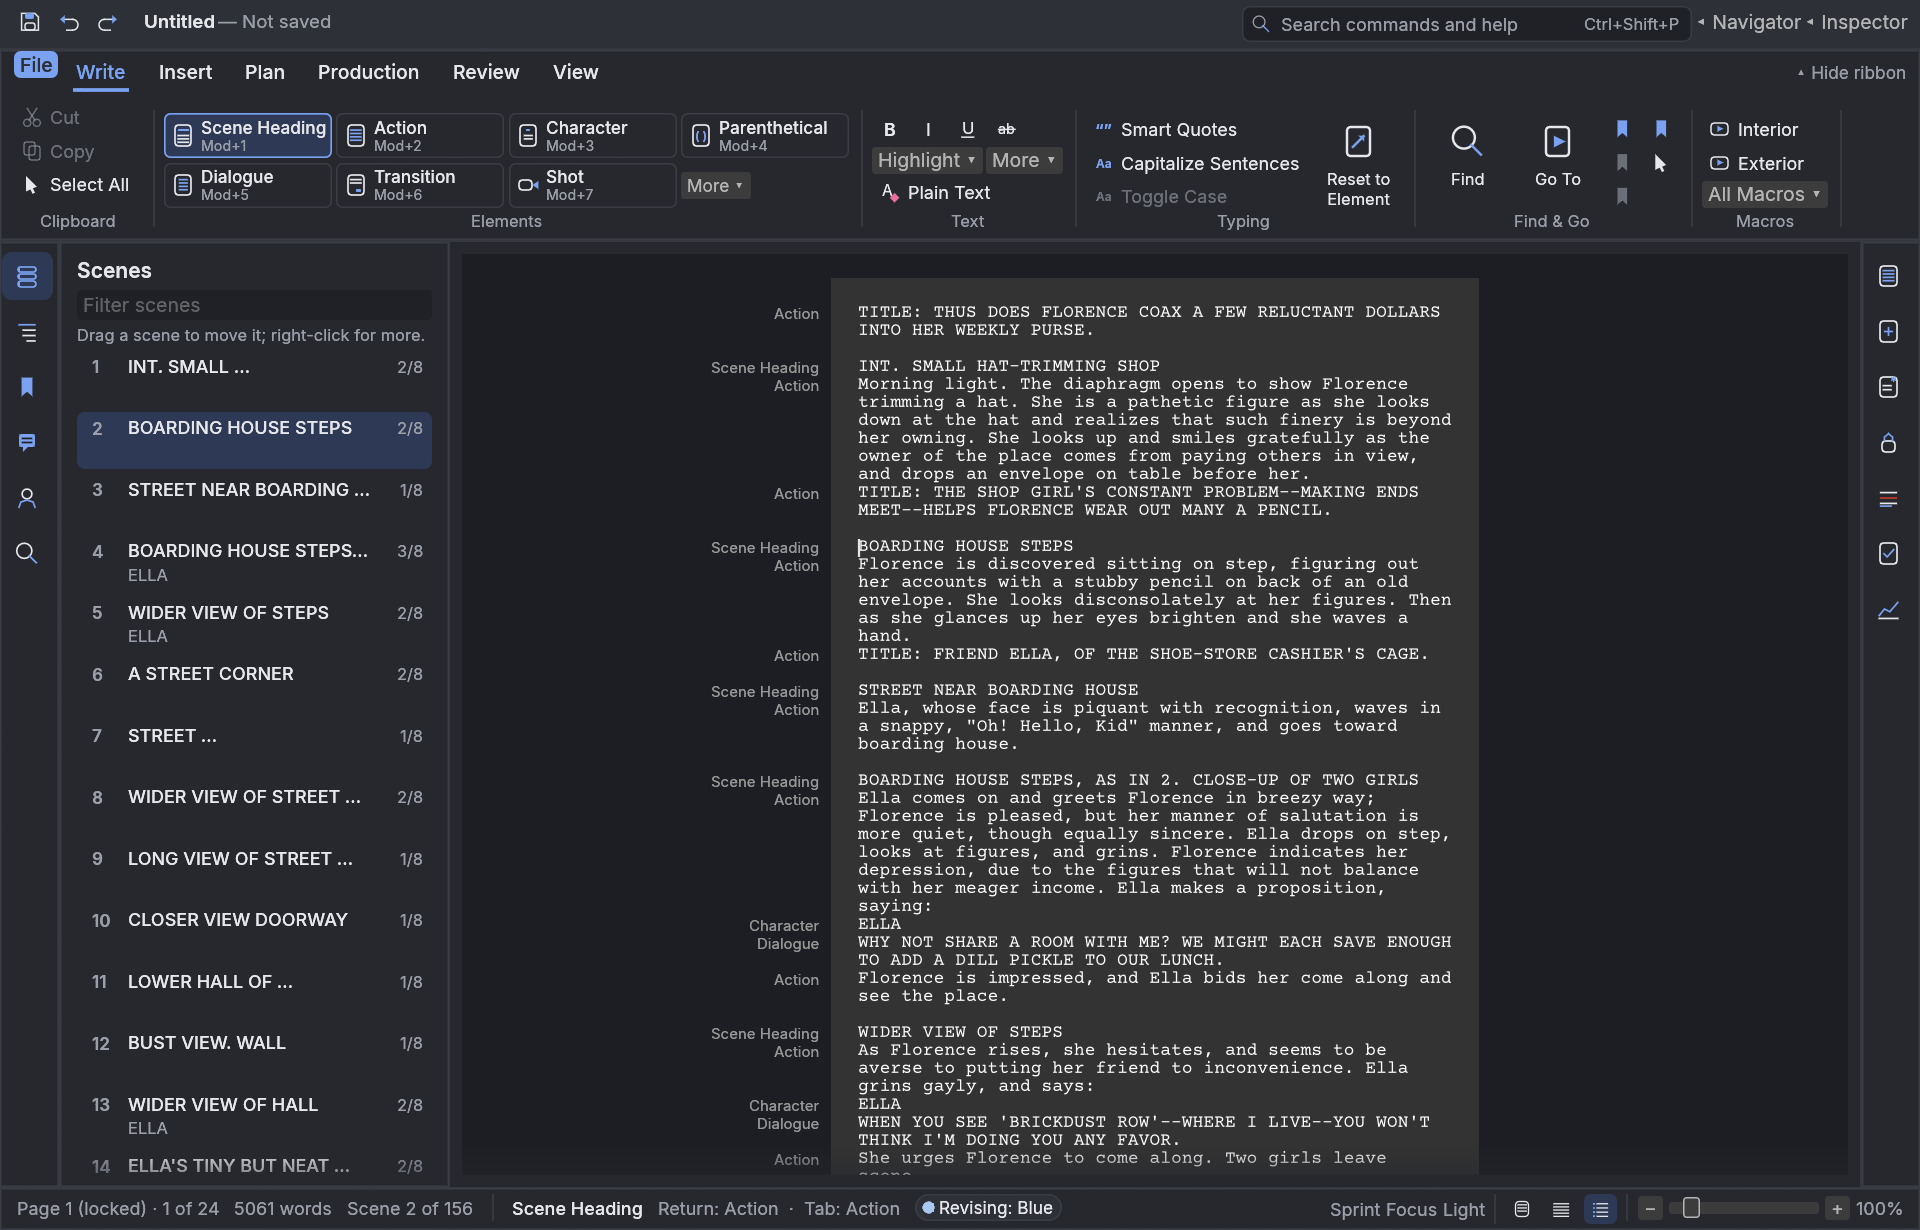 Untitled — Not saved
Search commands and help Ctrl+Shift+P
Navigator
Inspector
File Write Insert Plan Production Review View
Hide ribbon
Cut
Copy
Select All
Clipboard
Scene Heading
Mod+1
Action
Mod+2
Character
Mod+3
Parenthetical
Mod+4
Dialogue
Mod+5
Transition
Mod+6
Shot
Mod+7
More
Elements
B I U ab
Highlight More
Plain Text
Text
Smart Quotes
Capitalize Sentences
Aa Toggle Case
Reset to
Element
Typing
Find
Go To
Find & Go
Interior
Exterior
All Macros
Macros
Scenes
Filter scenes
Drag a scene to move it; right-click for more.
1 INT. SMALL ... 2/8
2 BOARDING HOUSE STEPS 2/8
3 STREET NEAR BOARDING ... 1/8
4 BOARDING HOUSE STEPS... 3/8
ELLA
5 WIDER VIEW OF STEPS 2/8
ELLA
6 A STREET CORNER 2/8
7 STREET ... 1/8
8 WIDER VIEW OF STREET ... 2/8
9 LONG VIEW OF STREET ... 1/8
10 CLOSER VIEW DOORWAY 1/8
11 LOWER HALL OF ... 1/8
12 BUST VIEW. WALL 1/8
13 WIDER VIEW OF HALL 2/8
ELLA
14 ELLA'S TINY BUT NEAT ... 2/8
Action TITLE: THUS DOES FLORENCE COAX A FEW RELUCTANT DOLLARS
INTO HER WEEKLY PURSE.
Scene Heading INT. SMALL HAT-TRIMMING SHOP
Action Morning light. The diaphragm opens to show Florence
trimming a hat. She is a pathetic figure as she looks
down at the hat and realizes that such finery is beyond
her owning. She looks up and smiles gratefully as the
owner of the place comes from paying others in view,
and drops an envelope on table before her.
Action TITLE: THE SHOP GIRL'S CONSTANT PROBLEM--MAKING ENDS
MEET--HELPS FLORENCE WEAR OUT MANY A PENCIL.
Scene Heading BOARDING HOUSE STEPS
Action Florence is discovered sitting on step, figuring out
her accounts with a stubby pencil on back of an old
envelope. She looks disconsolately at her figures. Then
as she glances up her eyes brighten and she waves a
hand.
Action TITLE: FRIEND ELLA, OF THE SHOE-STORE CASHIER'S CAGE.
Scene Heading STREET NEAR BOARDING HOUSE
Action Ella, whose face is piquant with recognition, waves in
a snappy, "Oh! Hello, Kid" manner, and goes toward
boarding house.
Scene Heading BOARDING HOUSE STEPS, AS IN 2. CLOSE-UP OF TWO GIRLS
Action Ella comes on and greets Florence in breezy way;
Florence is pleased, but her manner of salutation is
more quiet, though equally sincere. Ella drops on step,
looks at figures, and grins. Florence indicates her
depression, due to the figures that will not balance
with her meager income. Ella makes a proposition,
saying:
Character ELLA
Dialogue WHY NOT SHARE A ROOM WITH ME? WE MIGHT EACH SAVE ENOUGH
TO ADD A DILL PICKLE TO OUR LUNCH.
Action Florence is impressed, and Ella bids her come along and
see the place.
Scene Heading WIDER VIEW OF STEPS
Action As Florence rises, she hesitates, and seems to be
averse to putting her friend to inconvenience. Ella
grins gayly, and says:
Character ELLA
Dialogue WHEN YOU SEE 'BRICKDUST ROW'--WHERE I LIVE--YOU WON'T
THINK I'M DOING YOU ANY FAVOR.
Action She urges Florence to come along. Two girls leave
Page 1 (locked) · 1 of 24 5061 words Scene 2 of 156
Scene Heading Return: Action · Tab: Action Revising: Blue
Sprint Focus Light
100%